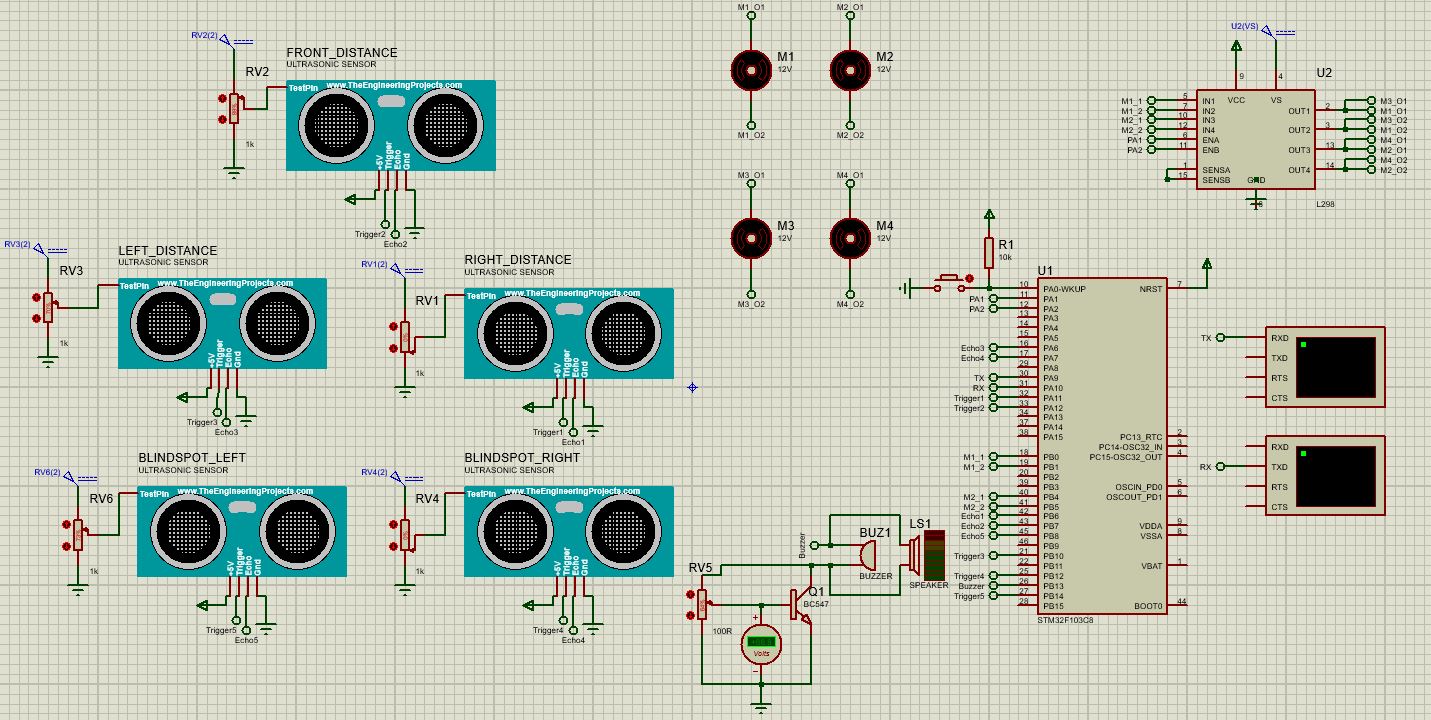 RV2(2)
RV2
1k
FRONT_DISTANCE
ULTRASONIC SENSOR
TestPin
www.TheEngineeringProjects.com
+5V
Trigger
Echo
Gnd
Trigger2
Echo2
RV3(2)
RV3
1k
LEFT_DISTANCE
ULTRASONIC SENSOR
TestPin
www.TheEngineeringProjects.com
+5V
Trigger
Echo
Gnd
Trigger3
Echo3
RV1(2)
RV1
1k
RIGHT_DISTANCE
ULTRASONIC SENSOR
TestPin
www.TheEngineeringProjects.com
+5V
Trigger
Echo
Gnd
Trigger1
Echo1
RV6(2)
RV6
1k
BLINDSPOT_LEFT
ULTRASONIC SENSOR
TestPin
www.TheEngineeringProjects.com
+5V
Trigger
Echo
Gnd
Trigger5
Echo5
RV4(2)
RV4
1k
BLINDSPOT_RIGHT
ULTRASONIC SENSOR
TestPin
www.TheEngineeringProjects.com
+5V
Trigger
Echo
Gnd
Trigger4
Echo4
M1_O1
M1
12V
M1_O2
M2_O1
M2
12V
M2_O2
M3_O1
M3
12V
M3_O2
M4_O1
M4
12V
M4_O2
U2(VS)
U2
9
4
VCC
VS
M1_1 5 IN1
M1_2 7 IN2
M2_1 10 IN3
M2_2 12 IN4
PA1 6 ENA
PA2 11 ENB
1 SENSA
15 SENSB
OUT1 2 M3_O1
M1_O1
OUT2 3 M3_O2
M1_O2
OUT3 13 M4_O1
M2_O1
OUT4 14 M4_O2
M2_O2
GND
8
L298
R1
10k
U1
10 PA0-WKUP
PA1 11 PA1
PA2 12 PA2
13 PA3
14 PA4
15 PA5
Echo3 16 PA6
Echo4 17 PA7
29 PA8
TX 30 PA9
RX 31 PA10
Trigger1 32 PA11
Trigger2 33 PA12
34 PA13
37 PA14
38 PA15
M1_1 18 PB0
M1_2 19 PB1
20 PB2
39 PB3
M2_1 40 PB4
M2_2 41 PB5
Echo1 42 PB6
Echo2 43 PB7
Echo5 45 PB8
46 PB9
Trigger3 21 PB10
22 PB11
Trigger4 25 PB12
Buzzer 26 PB13
Trigger5 27 PB14
28 PB15
NRST 7
PC13_RTC 2
PC14-OSC32_IN 3
PC15-OSC32_OUT 4
OSCIN_PD0 5
OSCOUT_PD1 6
VDDA 9
VSSA 8
VBAT 1
BOOT0 44
STM32F103C8
TX
RXD
TXD
RTS
CTS
RX
RXD
TXD
RTS
CTS
RV5
100R
Buzzer
BUZ1
BUZZER
LS1
SPEAKER
Q1
BC547
+
Volts
-